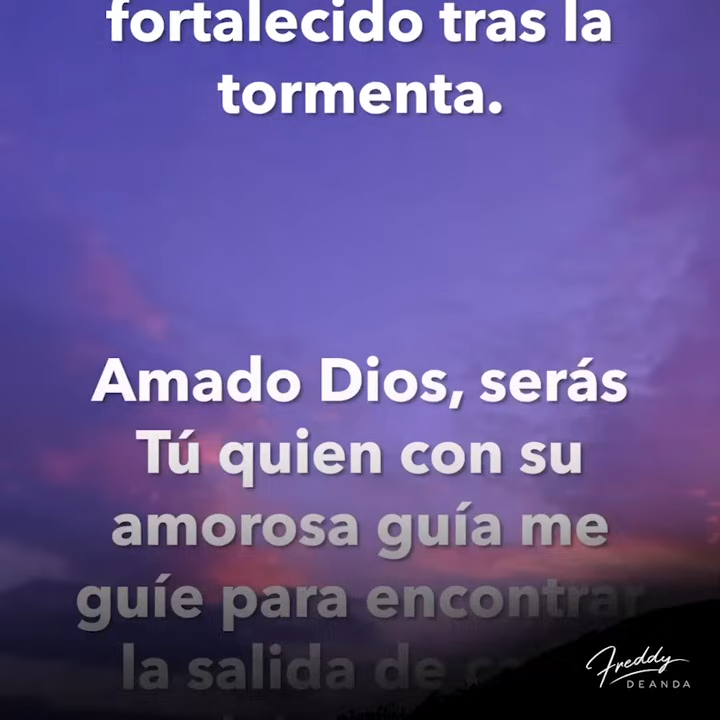 fortalecido tras la
tormenta.
Amado Dios, serás
Tú quien con su
amorosa guía me
guíe para encontrar
la salida de
Freddy
DEANDA